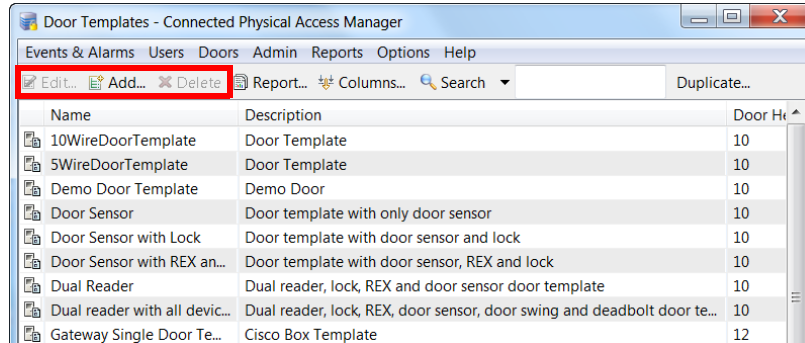 Door Templates - Connected Physical Access Manager
Events & Alarms Users Doors Admin Reports Options Help
Edit... Add... Delete Report... Columns... Search Duplicate...
Name Description Door He
10WireDoorTemplate Door Template 10
5WireDoorTemplate Door Template 10
Demo Door Template Demo Door 10
Door Sensor Door template with only door sensor 10
Door Sensor with Lock Door template with door sensor and lock 10
Door Sensor with REX an... Door template with door sensor, REX and lock 10
Dual Reader Dual reader, lock, REX and door sensor door template 10
Dual reader with all devic... Dual reader, lock, REX, door sensor, door swing and deadbolt door te... 10
Gateway Single Door Te... Cisco Box Template 12